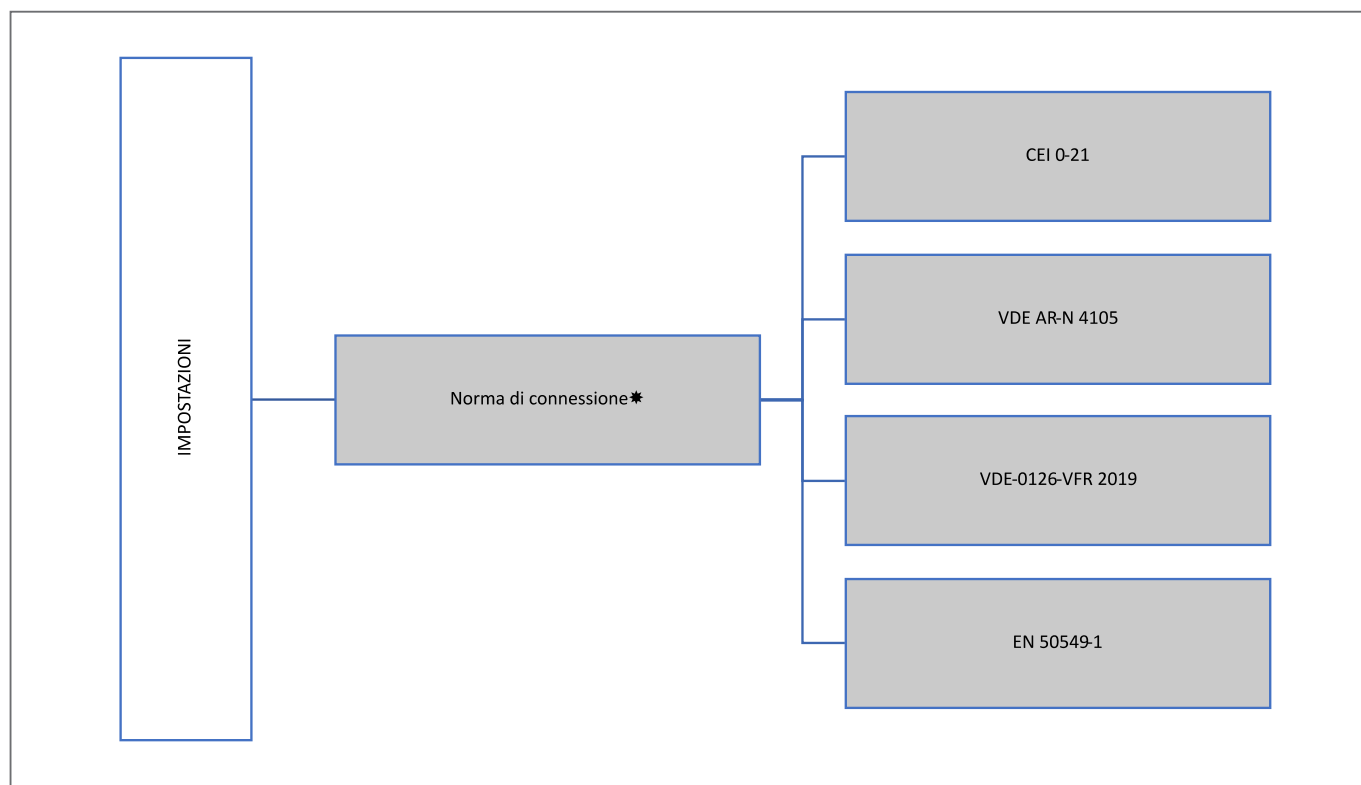 IMPOSTAZIONI
Norma di connessione✸
CEI 0-21
VDE AR-N 4105
VDE-0126-VFR 2019
EN 50549-1